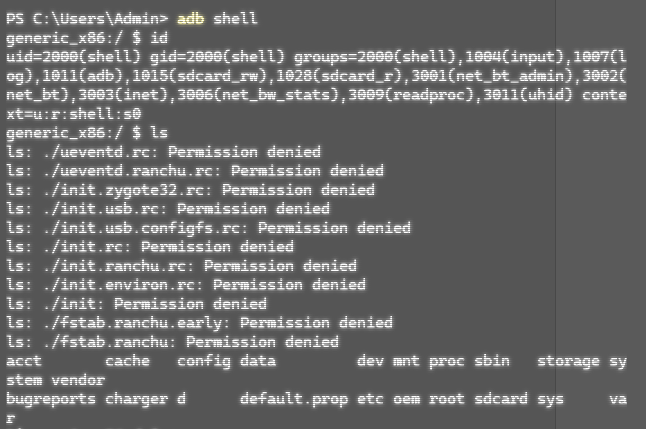 PS C:\Users\Admin> adb shell
generic_x86:/ $ id
uid=2000(shell) gid=2000(shell) groups=2000(shell),1004(input),1007(l
og),1011(adb),1015(sdcard_rw),1028(sdcard_r),3001(net_bt_admin),3002(
net_bt),3003(inet),3006(net_bw_stats),3009(readproc),3011(uhid) conte
xt=u:r:shell:s0
generic_x86:/ $ ls
ls: ./ueventd.rc: Permission denied
ls: ./ueventd.ranchu.rc: Permission denied
ls: ./init.zygote32.rc: Permission denied
ls: ./init.usb.rc: Permission denied
ls: ./init.usb.configfs.rc: Permission denied
ls: ./init.rc: Permission denied
ls: ./init.ranchu.rc: Permission denied
ls: ./init.environ.rc: Permission denied
ls: ./init: Permission denied
ls: ./fstab.ranchu.early: Permission denied
ls: ./fstab.ranchu: Permission denied
acct       cache   config data         dev mnt proc sbin   storage sy
stem vendor
bugreports charger d      default.prop etc oem root sdcard sys     va
r